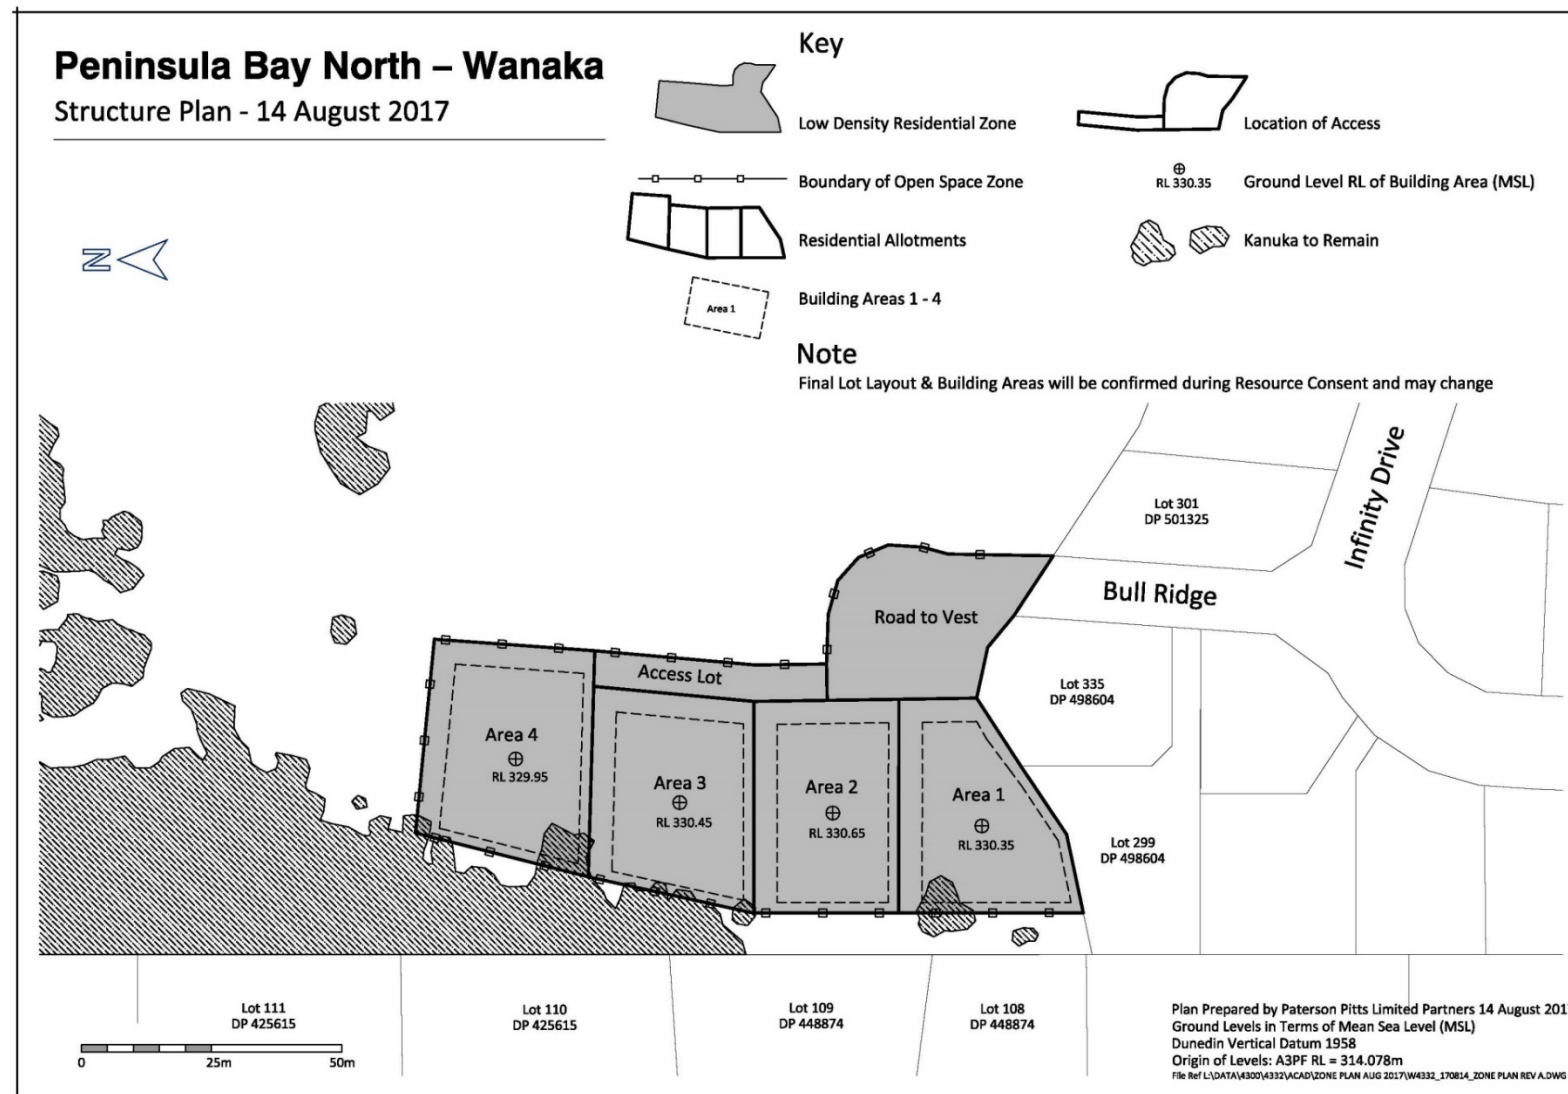 Peninsula Bay North – Wanaka
Structure Plan - 14 August 2017
Key
Low Density Residential Zone
Location of Access
Boundary of Open Space Zone
RL 330.35
Ground Level RL of Building Area (MSL)
Residential Allotments
Kanuka to Remain
Area 1
Building Areas 1 - 4
Note
Final Lot Layout & Building Areas will be confirmed during Resource Consent and may change
N
Infinity Drive
Lot 301
DP 501325
Bull Ridge
Road to Vest
Access Lot
Lot 335
DP 498604
Area 4
RL 329.95
Area 3
RL 330.45
Area 2
RL 330.65
Area 1
RL 330.35
Lot 299
DP 498604
Lot 111
DP 425615
Lot 110
DP 425615
Lot 109
DP 448874
Lot 108
DP 448874
0
25m
50m
Plan Prepared by Paterson Pitts Limited Partners 14 August 201
Ground Levels in Terms of Mean Sea Level (MSL)
Dunedin Vertical Datum 1958
Origin of Levels: A3PF RL = 314.078m
File Ref L:\DATA\4300\4332\ACAD\ZONE PLAN AUG 2017\W4332_170814_ZONE PLAN REV A.DWG